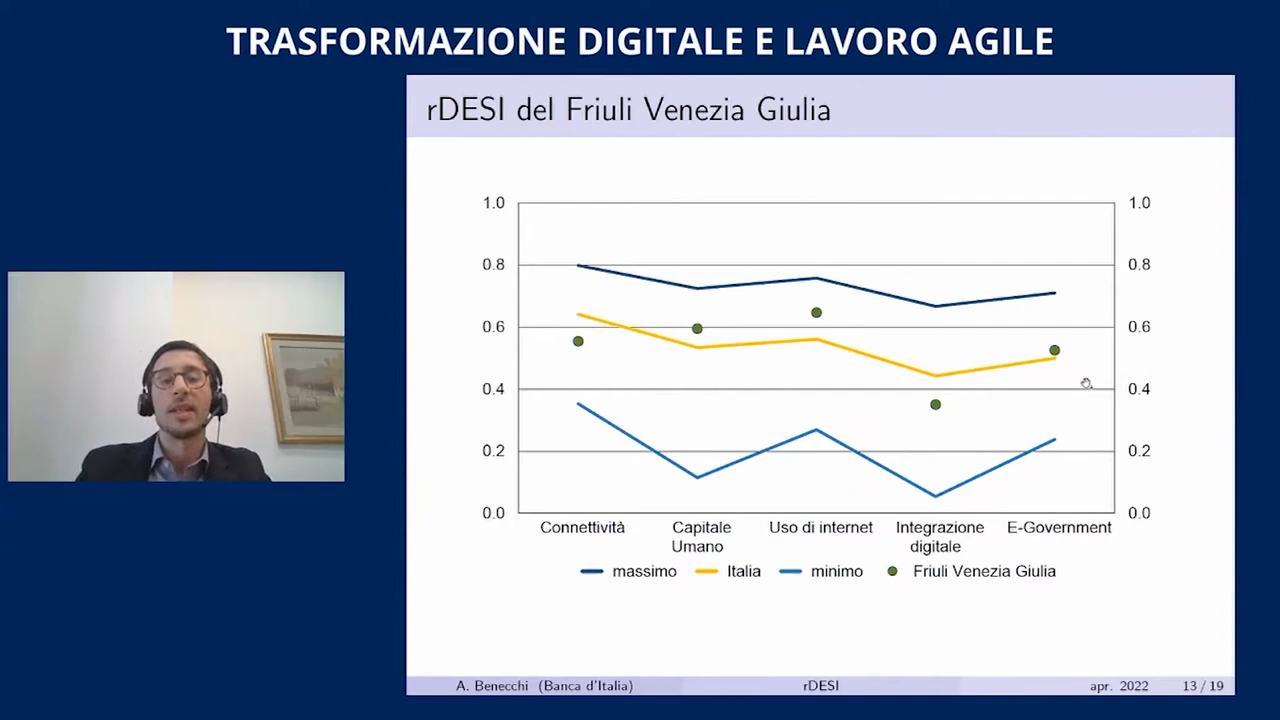 TRASFORMAZIONE DIGITALE E LAVORO AGILE
rDESI del Friuli Venezia Giulia
1.0 1.0
0.8 0.8
0.6 0.6
0.4 0.4
0.2 0.2
0.0 0.0
Connettività Capitale Uso di internet Integrazione E-Government
Umano digitale
massimo Italia minimo Friuli Venezia Giulia
A. Benecchi (Banca d'Italia) rDESI apr. 2022 13 / 19